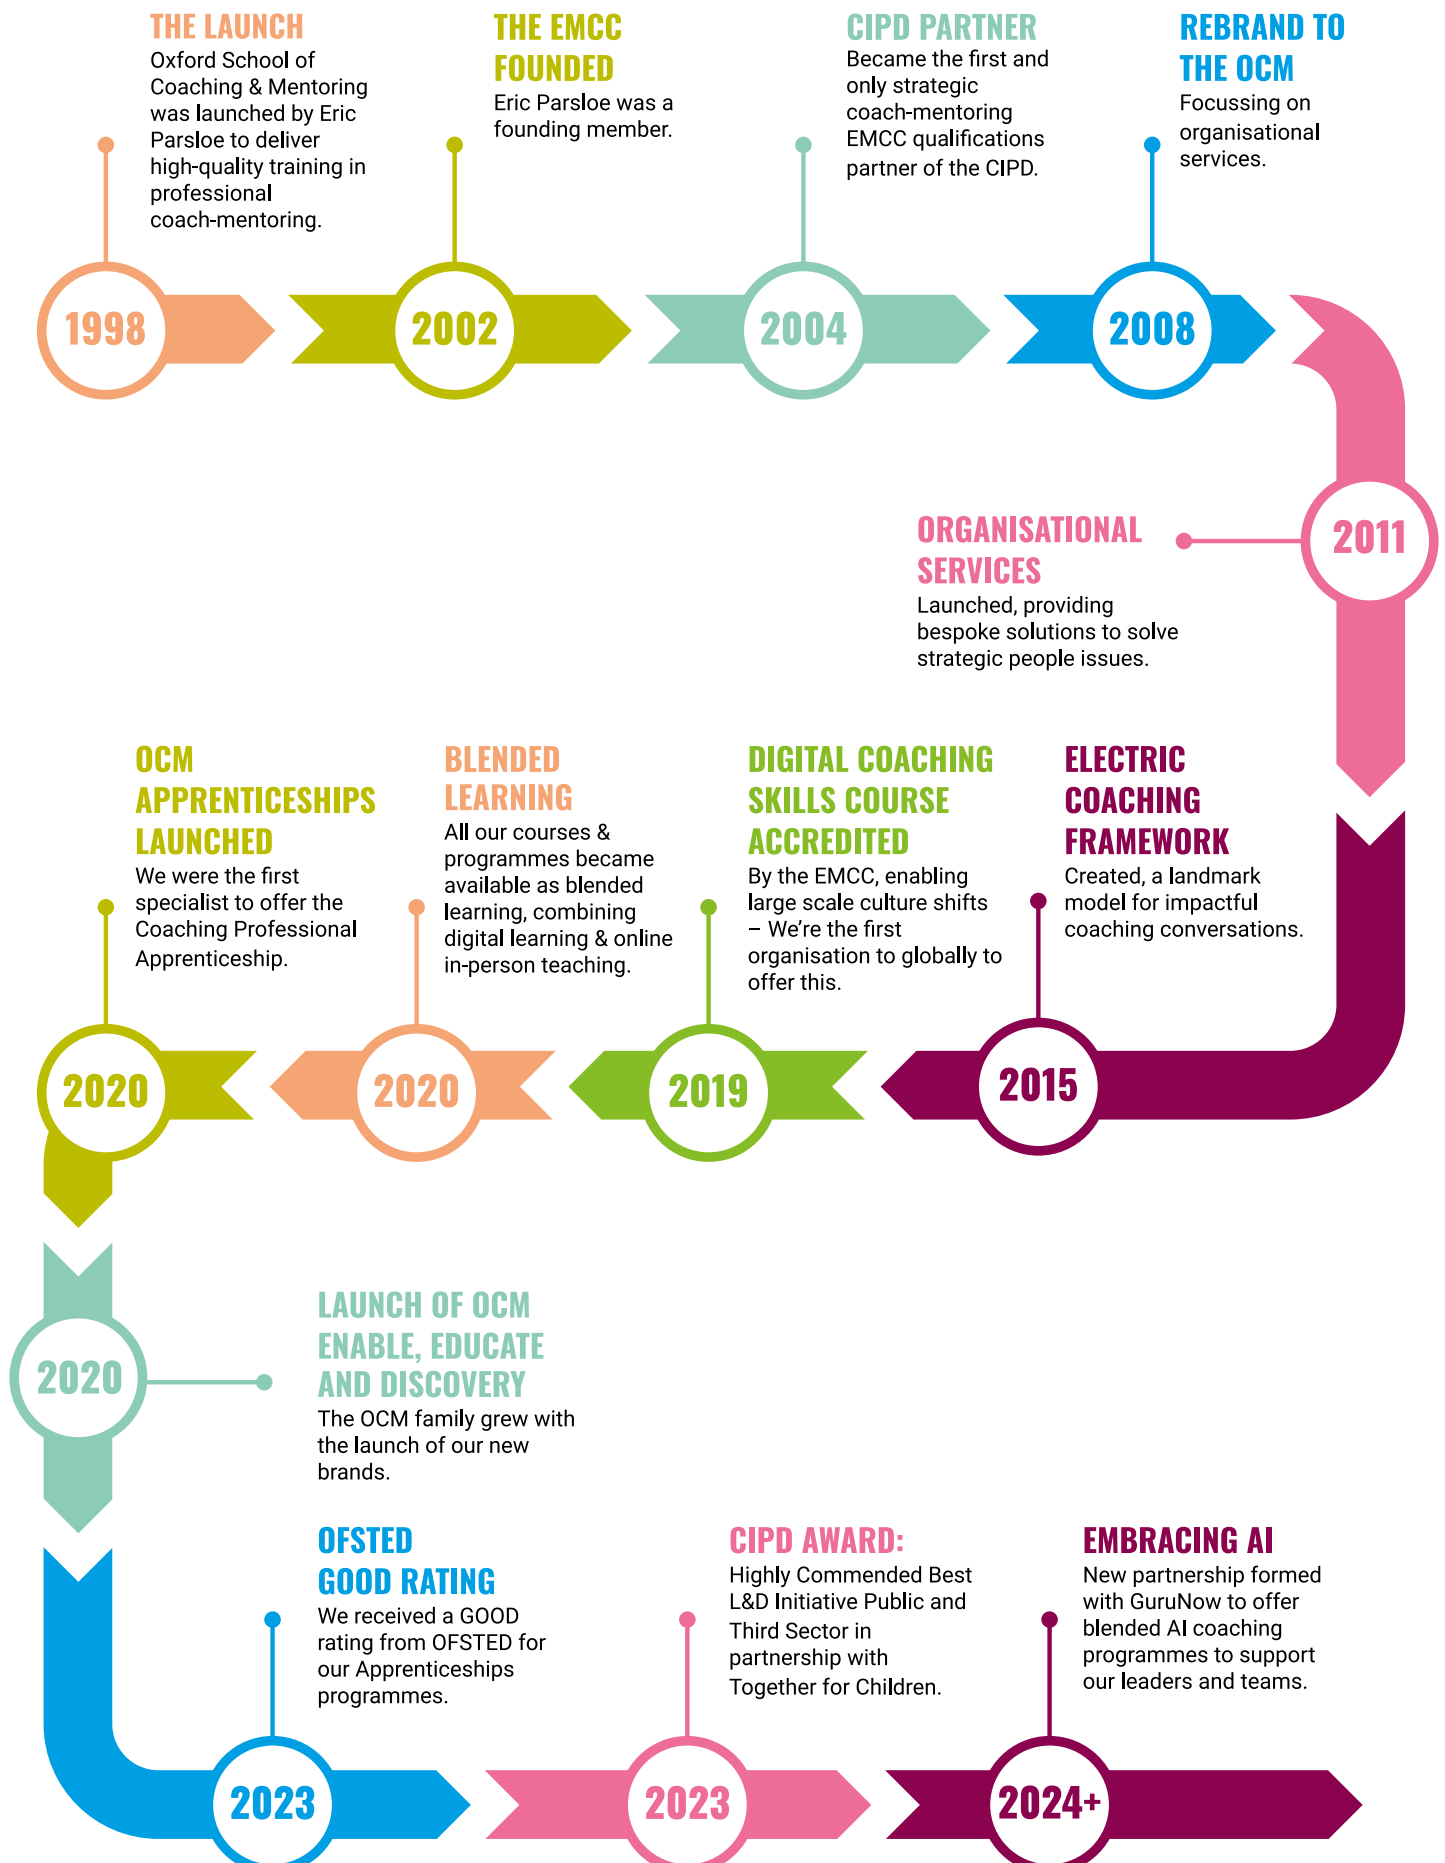 THE LAUNCH
Oxford School of
Coaching & Mentoring
was launched by Eric
Parsloe to deliver
high-quality training in
professional
coach-mentoring.
1998
THE EMCC
FOUNDED
Eric Parsloe was a
founding member.
2002
CIPD PARTNER
Became the first and
only strategic
coach-mentoring
EMCC qualifications
partner of the CIPD.
2004
REBRAND TO
THE OCM
Focussing on
organisational
services.
2008
ORGANISATIONAL
SERVICES
Launched, providing
bespoke solutions to solve
strategic people issues.
2011
ELECTRIC
COACHING
FRAMEWORK
Created, a landmark
model for impactful
coaching conversations.
2015
DIGITAL COACHING
SKILLS COURSE
ACCREDITED
By the EMCC, enabling
large scale culture shifts
– We’re the first
organisation to globally to
offer this.
2019
BLENDED
LEARNING
All our courses &
programmes became
available as blended
learning, combining
digital learning & online
in-person teaching.
2020
OCM
APPRENTICESHIPS
LAUNCHED
We were the first
specialist to offer the
Coaching Professional
Apprenticeship.
2020
LAUNCH OF OCM
ENABLE, EDUCATE
AND DISCOVERY
The OCM family grew with
the launch of our new
brands.
2020
OFSTED
GOOD RATING
We received a GOOD
rating from OFSTED for
our Apprenticeships
programmes.
2023
CIPD AWARD:
Highly Commended Best
L&D Initiative Public and
Third Sector in
partnership with
Together for Children.
2023
EMBRACING AI
New partnership formed
with GuruNow to offer
blended AI coaching
programmes to support
our leaders and teams.
2024+